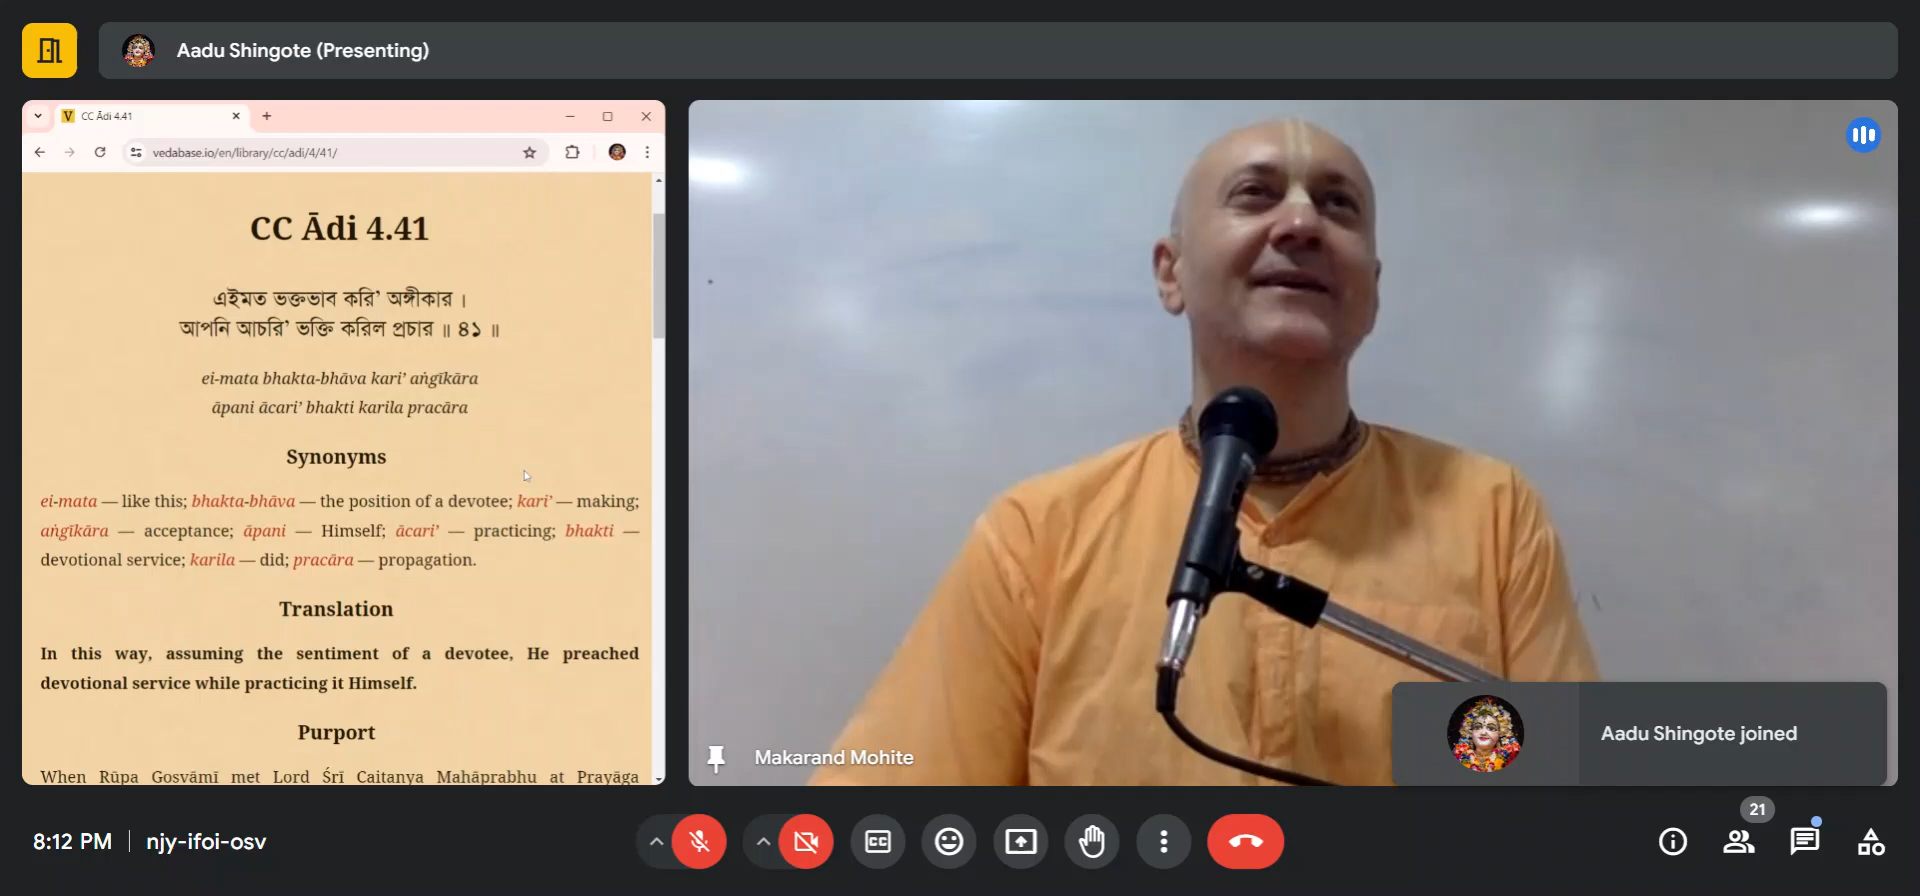 Aadu Shingote (Presenting)
CC Ādi 4.41
vedabase.io/en/library/cc/adi/4/41/
CC Ādi 4.41
এইমত ভক্তভাব করি’ অঙ্গীকার ।
আপনি আচরি’ ভক্তি করিল প্রচার ॥ ৪১ ॥
ei-mata bhakta-bhāva kari’ aṅgīkāra
āpani ācari’ bhakti karila pracāra
Synonyms
ei-mata — like this; bhakta-bhāva — the position of a devotee; kari’ — making;
aṅgīkāra — acceptance; āpani — Himself; ācari’ — practicing; bhakti —
devotional service; karila — did; pracāra — propagation.
Translation
In this way, assuming the sentiment of a devotee, He preached
devotional service while practicing it Himself.
Purport
When Rūpa Gosvāmī met Lord Śrī Caitanya Mahāprabhu at Prayāga
Makarand Mohite
Aadu Shingote joined
8:12 PM | njy-ifoi-osv
CC
21